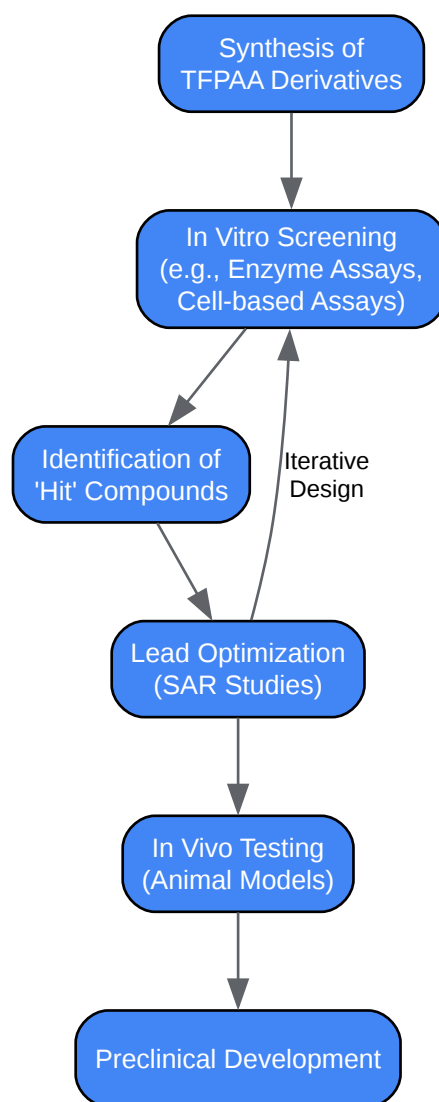 Synthesis of
TFPAA Derivatives
In Vitro Screening
(e.g., Enzyme Assays,
Cell-based Assays)
Identification of
'Hit' Compounds
Iterative
Design
Lead Optimization
(SAR Studies)
In Vivo Testing
(Animal Models)
Preclinical Development